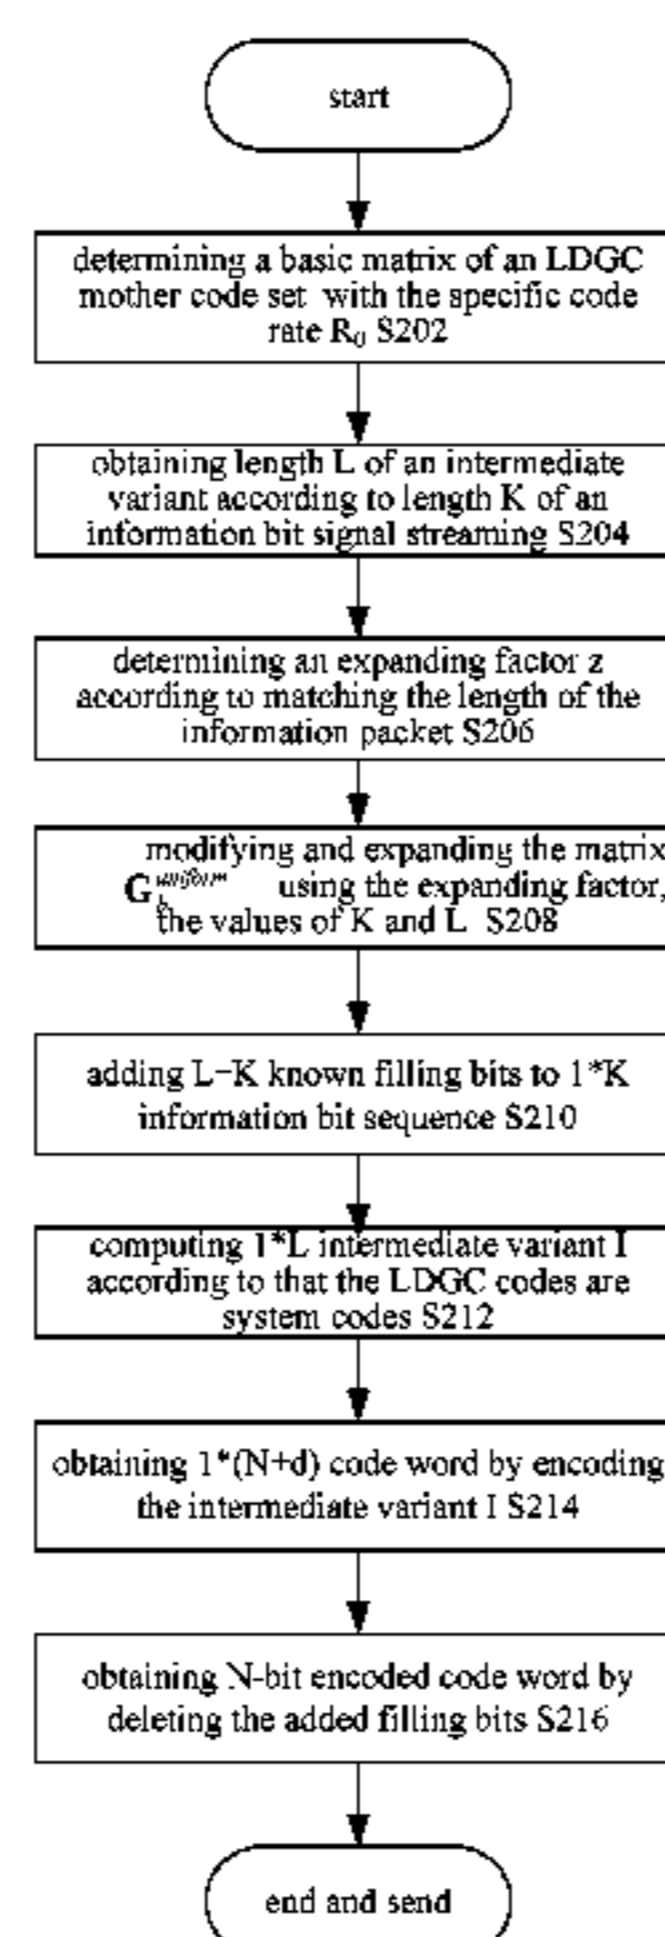 start
determining a basic matrix of an LDGC
mother code set with the specific code
rate R₀ S202
obtaining length L of an intermediate
variant according to length K of an
information bit signal streaming S204
determining an expanding factor z
according to matching the length of the
information packet S206
modifying and expanding the matrix
G_b^uniform using the expanding factor,
the values of K and L S208
adding L-K known filling bits to 1*K
information bit sequence S210
computing 1*L intermediate variant I
according to that the LDGC codes are
system codes S212
obtaining 1*(N+d) code word by encoding
the intermediate variant I S214
obtaining N-bit encoded code word by
deleting the added filling bits S216
end and send